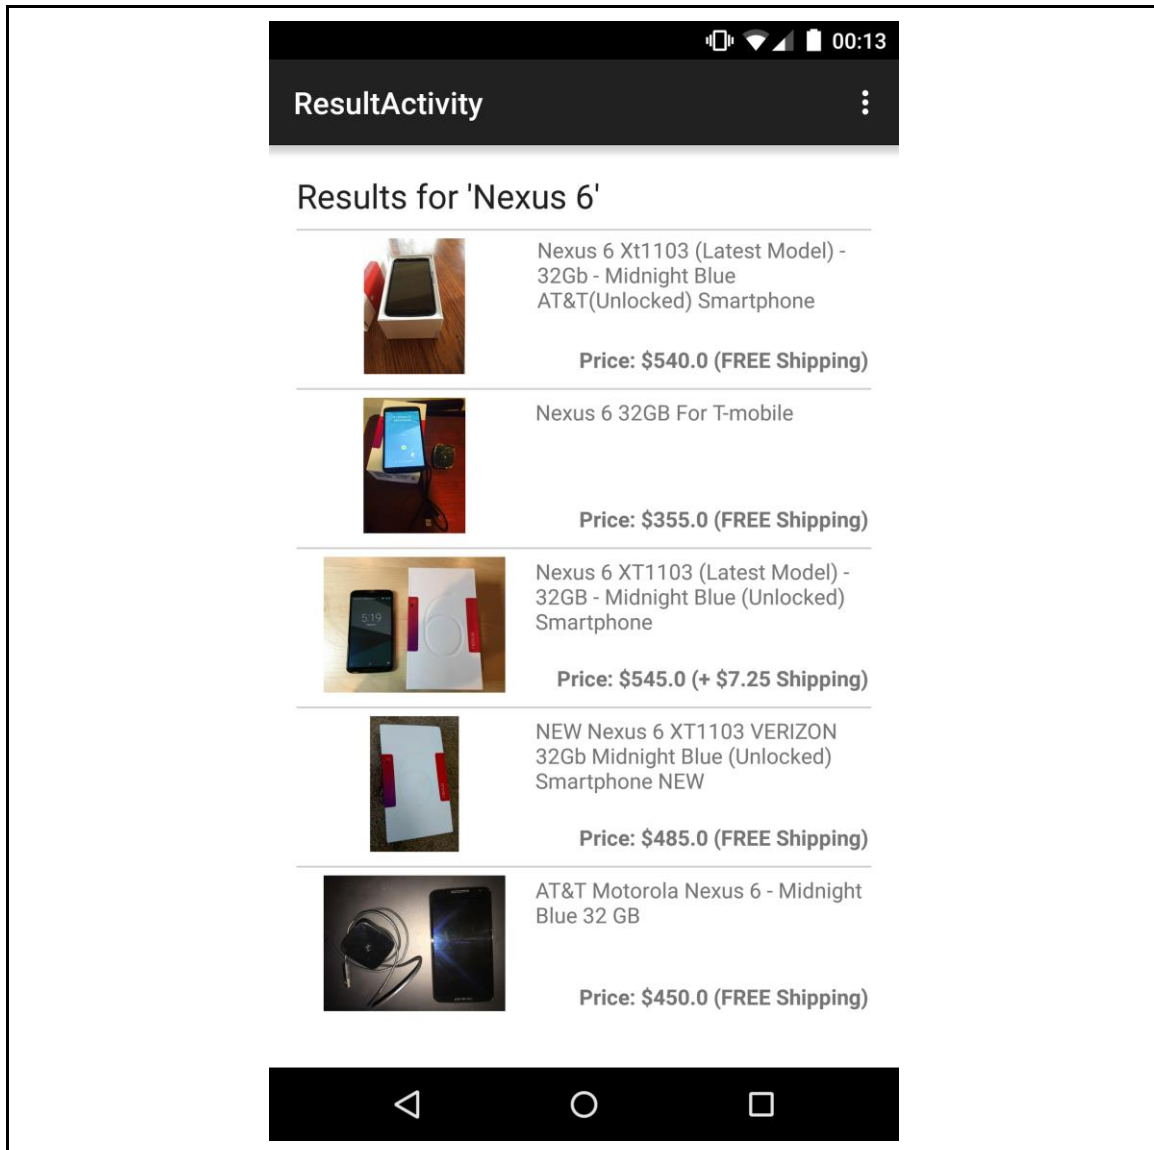 00:13
ResultActivity
Results for 'Nexus 6'
Nexus 6 Xt1103 (Latest Model) -
32Gb - Midnight Blue
AT&T(Unlocked) Smartphone
Price: $540.0 (FREE Shipping)
Nexus 6 32GB For T-mobile
Price: $355.0 (FREE Shipping)
5:19
6
Nexus 6 XT1103 (Latest Model) -
32GB - Midnight Blue (Unlocked)
Smartphone
Price: $545.0 (+ $7.25 Shipping)
NEW Nexus 6 XT1103 VERIZON
32Gb Midnight Blue (Unlocked)
Smartphone NEW
Price: $485.0 (FREE Shipping)
AT&T Motorola Nexus 6 - Midnight
Blue 32 GB
Price: $450.0 (FREE Shipping)